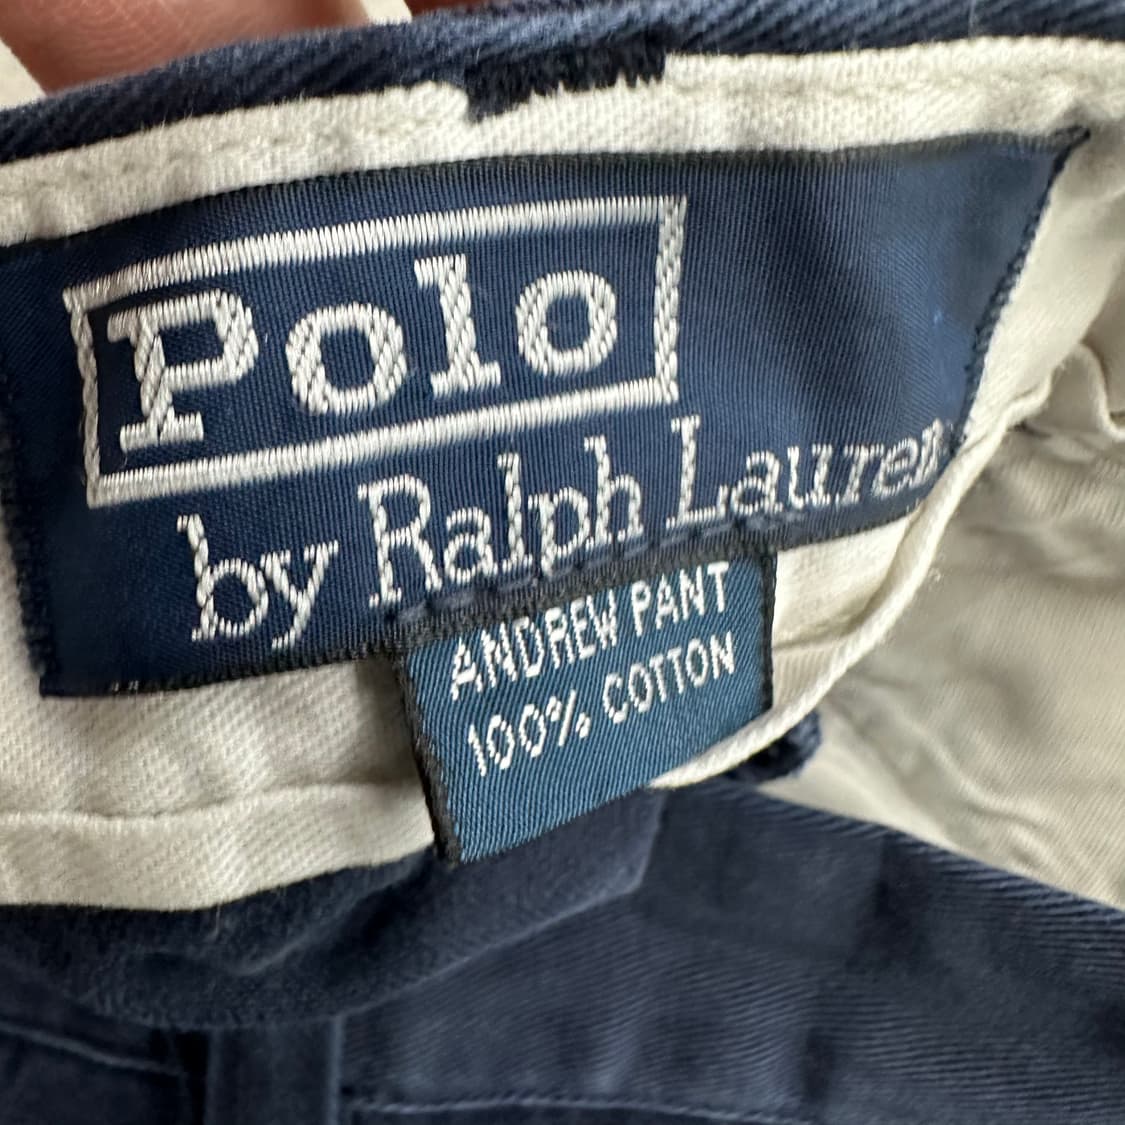 Polo
by Ralph Lauren
ANDREW PANT
100% COTTON